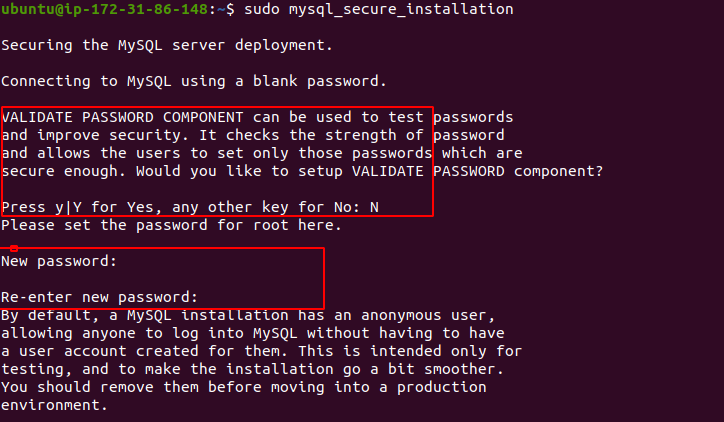 ubuntu@ip-172-31-86-148:~$ sudo mysql_secure_installation
Securing the MySQL server deployment.
Connecting to MySQL using a blank password.
VALIDATE PASSWORD COMPONENT can be used to test passwords
and improve security. It checks the strength of password
and allows the users to set only those passwords which are
secure enough. Would you like to setup VALIDATE PASSWORD component?
Press y|Y for Yes, any other key for No: N
Please set the password for root here.
New password:
Re-enter new password:
By default, a MySQL installation has an anonymous user,
allowing anyone to log into MySQL without having to have
a user account created for them. This is intended only for
testing, and to make the installation go a bit smoother.
You should remove them before moving into a production
environment.